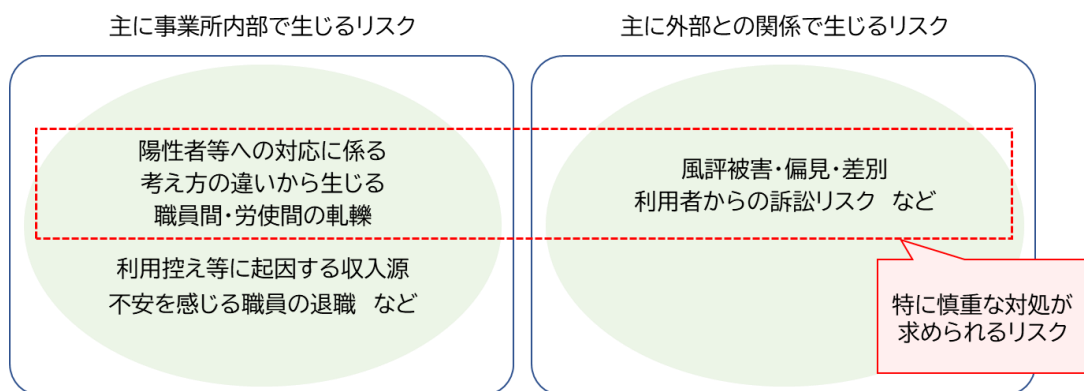 主に事業所内部で生じるリスク
主に外部との関係で生じるリスク
陽性者等への対応に係る
考え方の違いから生じる
職員間・労使間の軋轢
利用控え等に起因する収入源
不安を感じる職員の退職　など
風評被害・偏見・差別
利用者からの訴訟リスク　など
特に慎重な対処が
求められるリスク